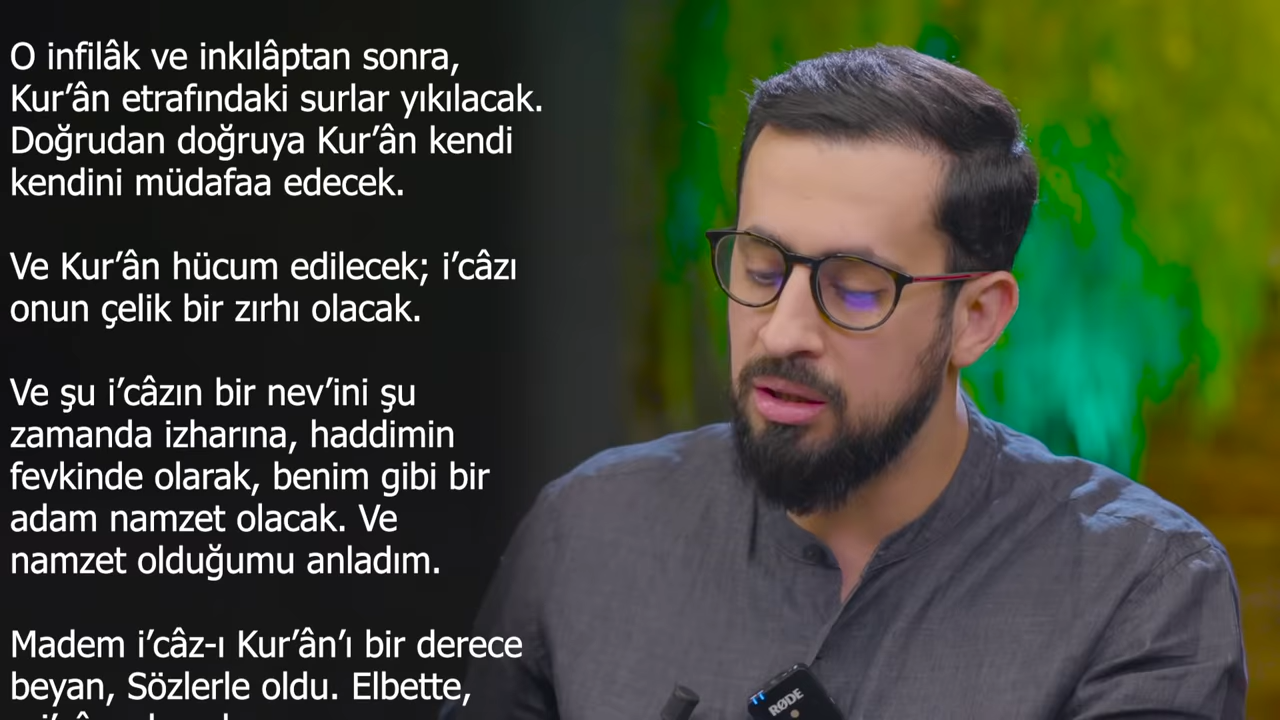 O infilâk ve inkılâptan sonra,
Kur’ân etrafındaki surlar yıkılacak.
Doğrudan doğruya Kur’ân kendi
kendini müdafaa edecek.
Ve Kur’ân hücum edilecek; i’câzı
onun çelik bir zırhı olacak.
Ve şu i’câzın bir nev’ini şu
zamanda izharına, haddimin
fevkinde olarak, benim gibi bir
adam namzet olacak. Ve
namzet olduğumu anladım.
Madem i’câz-ı Kur’ân’ı bir derece
beyan, Sözlerle oldu. Elbette,
RØDE